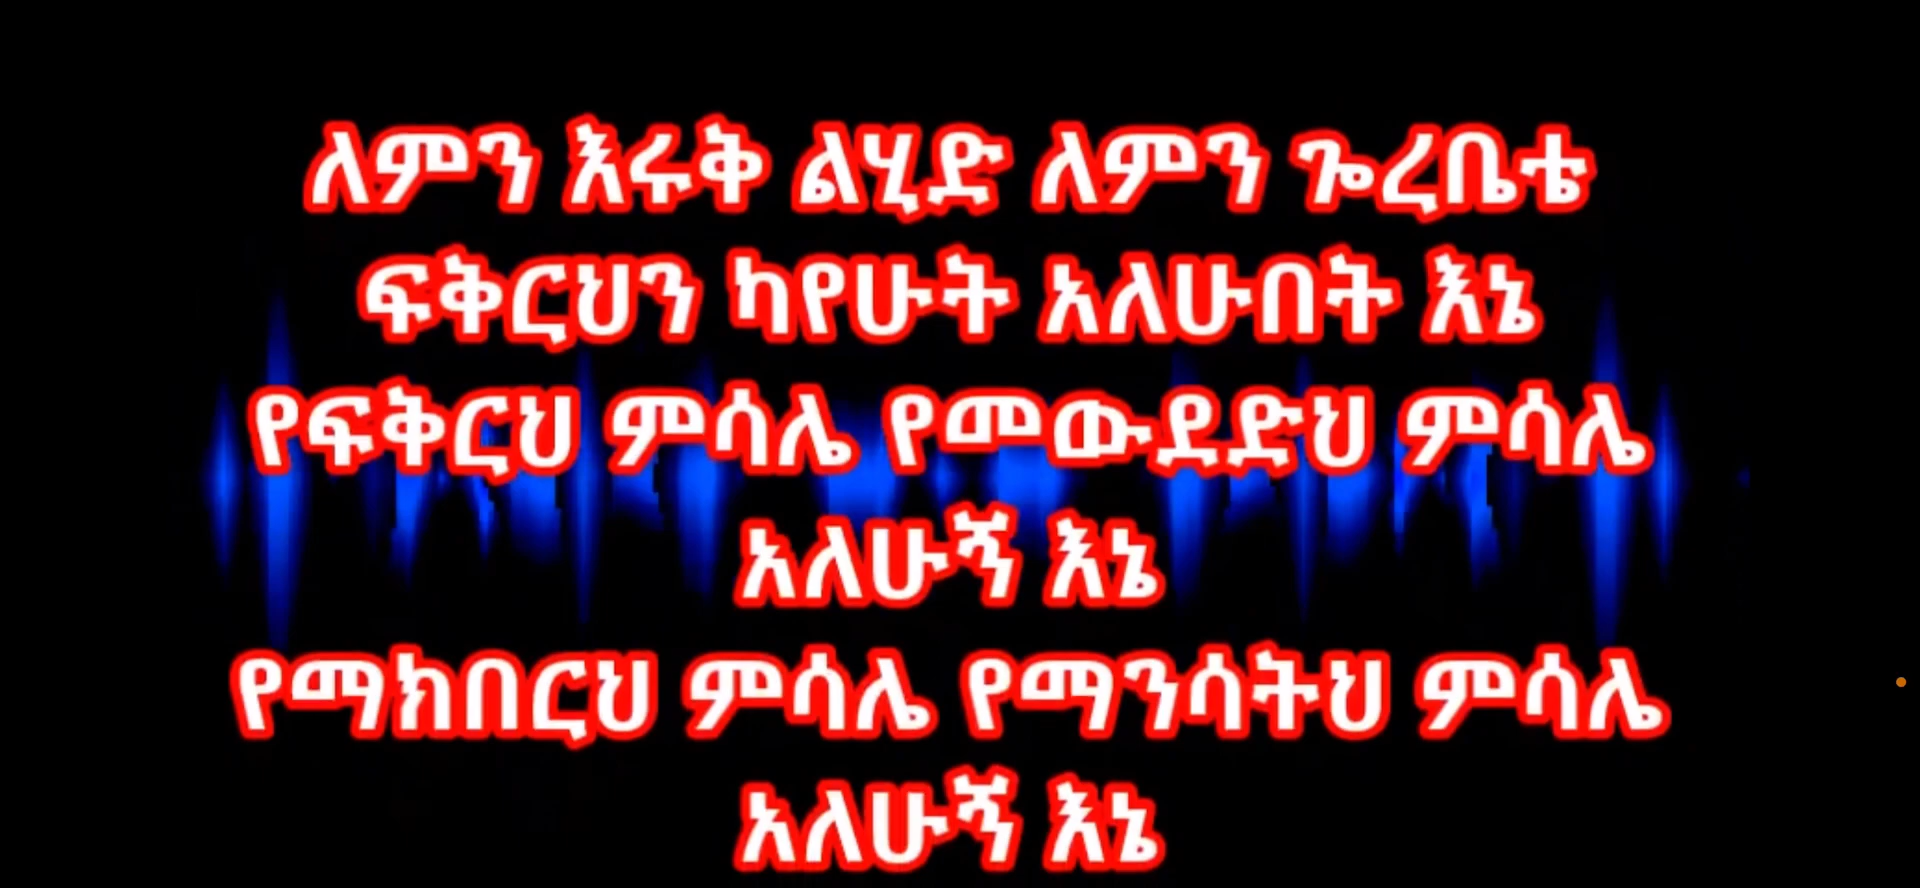 ለምን እሩቅ ልሂድ ለምን ጐረቤቴ
ፍቅርህን ካየሁት አለሁበት እኔ
የፍቅርህ ምሳሌ የመውደድህ ምሳሌ
አለሁኝ እኔ
የማክበርህ ምሳሌ የማንሳትህ ምሳሌ
አለሁኝ እኔ